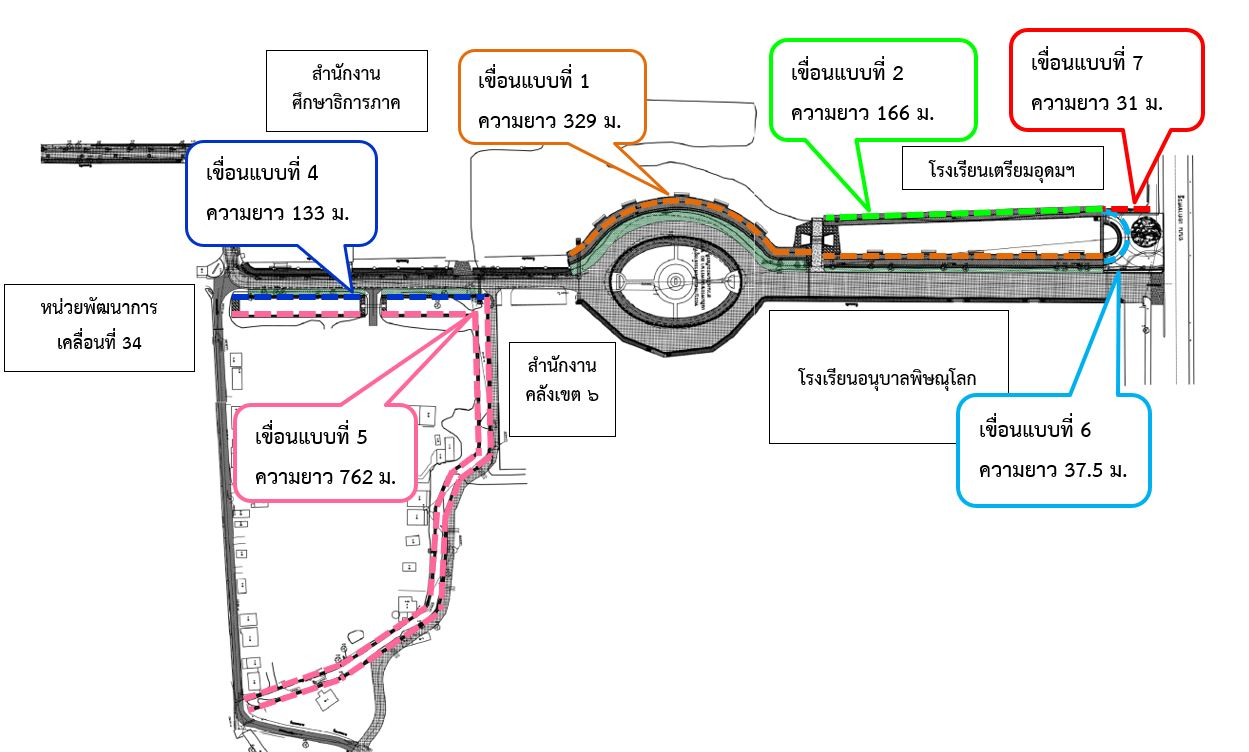 สำนักงาน
ศึกษาธิการภาค
เขื่อนแบบที่ 1
ความยาว 329 ม.
เขื่อนแบบที่ 2
ความยาว 166 ม.
เขื่อนแบบที่ 7
ความยาว 31 ม.
โรงเรียนเตรียมอุดมฯ
เขื่อนแบบที่ 4
ความยาว 133 ม.
หน่วยพัฒนาการ
เคลื่อนที่ 34
สำนักงาน
คลังเขต ๖
โรงเรียนอนุบาลพิษณุโลก
เขื่อนแบบที่ 5
ความยาว 762 ม.
เขื่อนแบบที่ 6
ความยาว 37.5 ม.